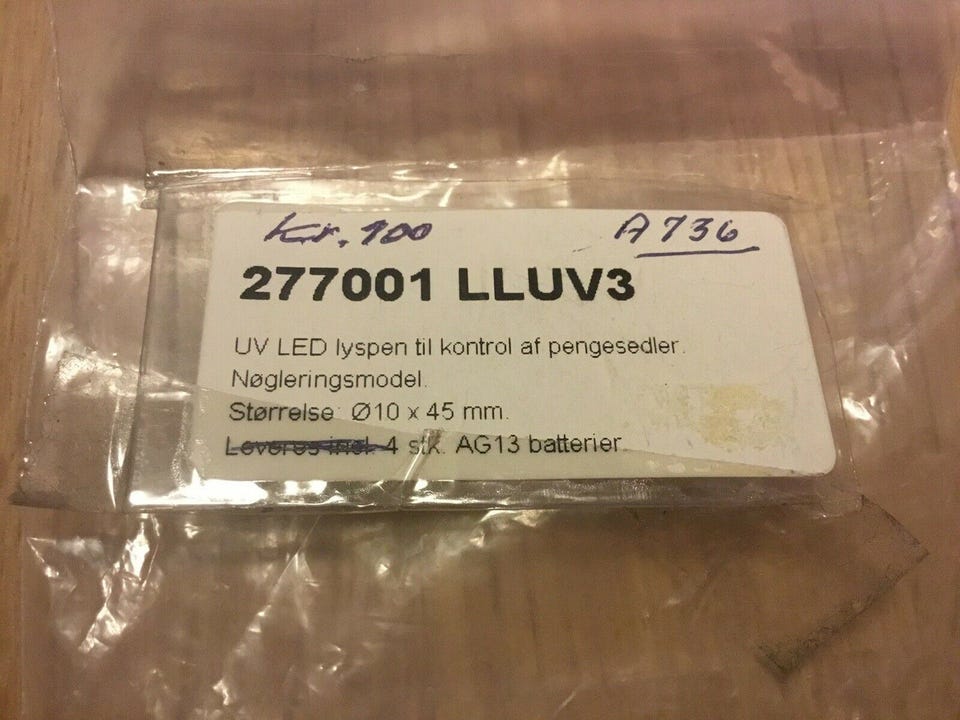 Kr. 100 A736
277001 LLUV3
UV LED lyspen til kontrol af pengesedler.
Nøgleringsmodel.
Størrelse: Ø10 x 45 mm.
Leveres incl. 4 stk. AG13 batterier.